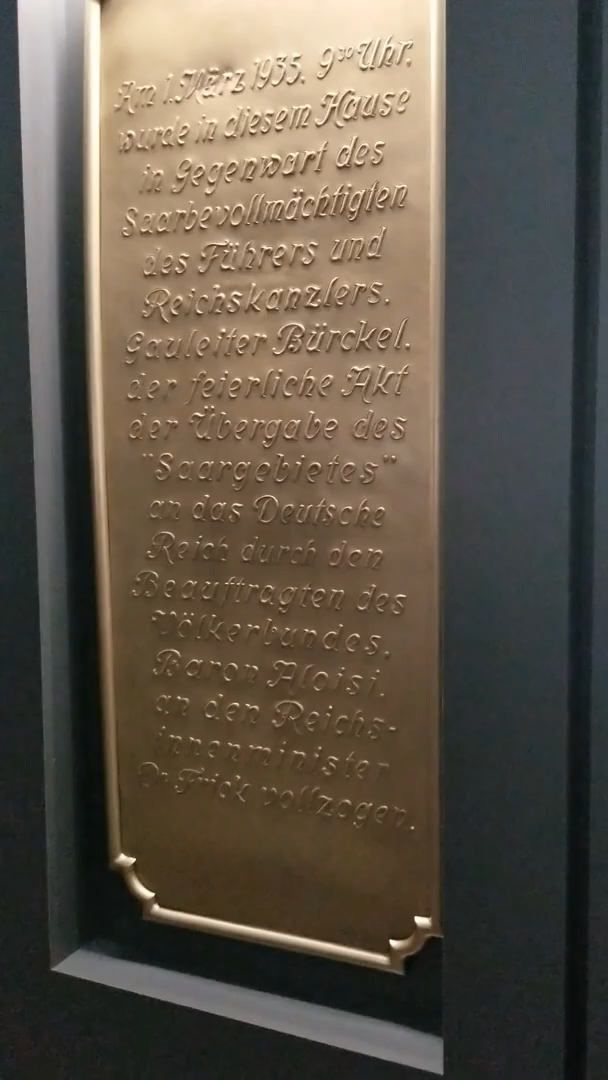 Am 1. März 1935. 9³⁰ Uhr.
wurde in diesem Hause
in Gegenwart des
Saarbevollmächtigten
des Führers und
Reichskanzlers.
Gauleiter Bürckel.
der feierliche Akt
der Übergabe des
"Saargebietes"
an das Deutsche
Reich durch den
Beauftragten des
Völkerbundes.
Baron Aloisi.
an den Reichs-
innenminister
Dr. Frick vollzogen.